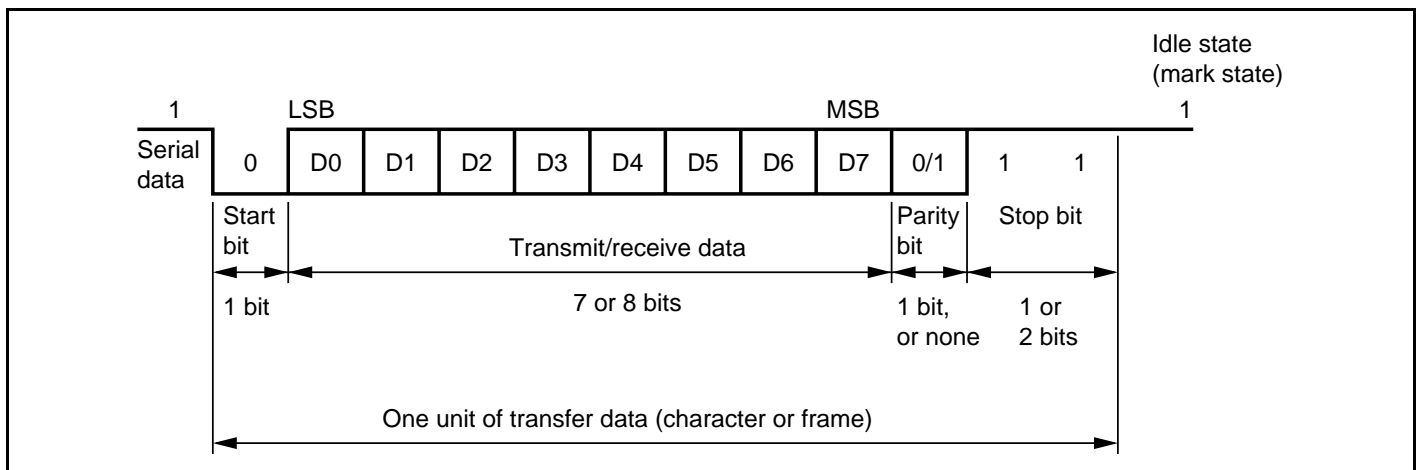 Idle state
(mark state)
1 LSB MSB 1
Serial
data
0 D0 D1 D2 D3 D4 D5 D6 D7 0/1 1 1
Start
bit
Transmit/receive data
Parity
bit
Stop bit
1 bit
7 or 8 bits
1 bit,
or none
1 or
2 bits
One unit of transfer data (character or frame)